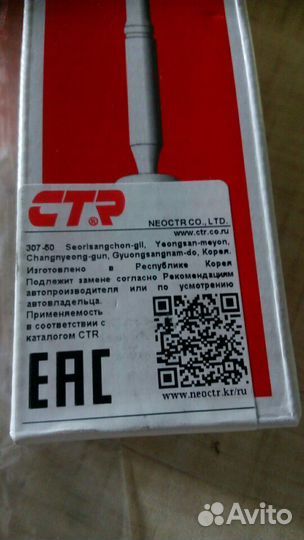 CTR®
NEOCTR CO., LTD.
www.ctr.co.ru
307-50 Seorisangchon-gil, Yeongsan-meyon,
Changnyeong-gun, Gyuongsangnam-do, Корея.
Изготовлено в Республике Корея
Подлежит замене согласно Рекомендациям
автопроизводителя или по усмотрению
автовладельца.
Применяемость
в соответствии с
каталогом CTR
EAC
www.neoctr.kr/ru
Avito